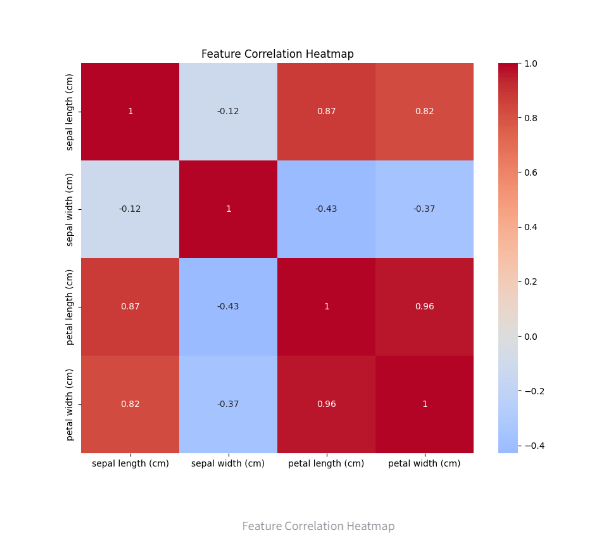 Feature Correlation Heatmap
sepal length (cm)
1
-0.12
0.87
0.82
sepal width (cm)
-0.12
1
-0.43
-0.37
petal length (cm)
0.87
-0.43
1
0.96
petal width (cm)
0.82
-0.37
0.96
1
sepal length (cm)
sepal width (cm)
petal length (cm)
petal width (cm)
1.0
0.8
0.6
0.4
0.2
0.0
−0.2
−0.4
Feature Correlation Heatmap